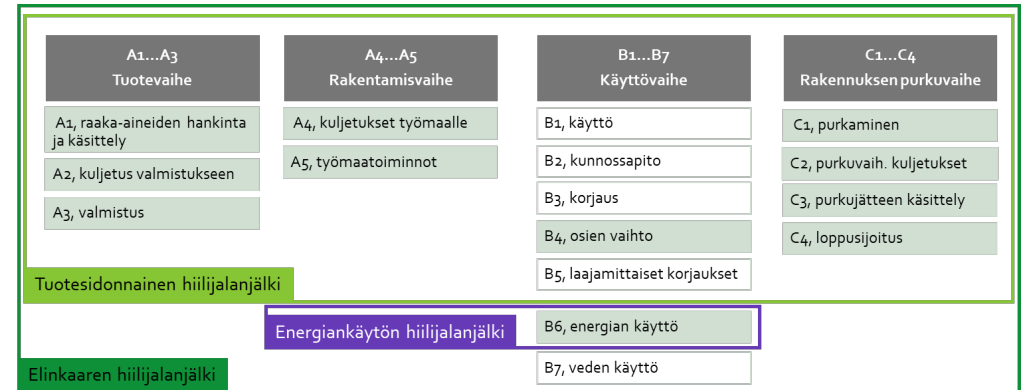 A1...A3
Tuotevaihe
A1, raaka-aineiden hankinta
ja käsittely
A2, kuljetus valmistukseen
A3, valmistus
A4...A5
Rakentamisvaihe
A4, kuljetukset työmaalle
A5, työmaatoiminnot
B1...B7
Käyttövaihe
B1, käyttö
B2, kunnossapito
B3, korjaus
B4, osien vaihto
B5, laajamittaiset korjaukset
C1...C4
Rakennuksen purkuvaihe
C1, purkaminen
C2, purkuvaih. kuljetukset
C3, purkujätteen käsittely
C4, loppusijoitus
Tuotesidonnainen hiilijalanjälki
Energiankäytön hiilijalanjälki
B6, energian käyttö
B7, veden käyttö
Elinkaaren hiilijalanjälki